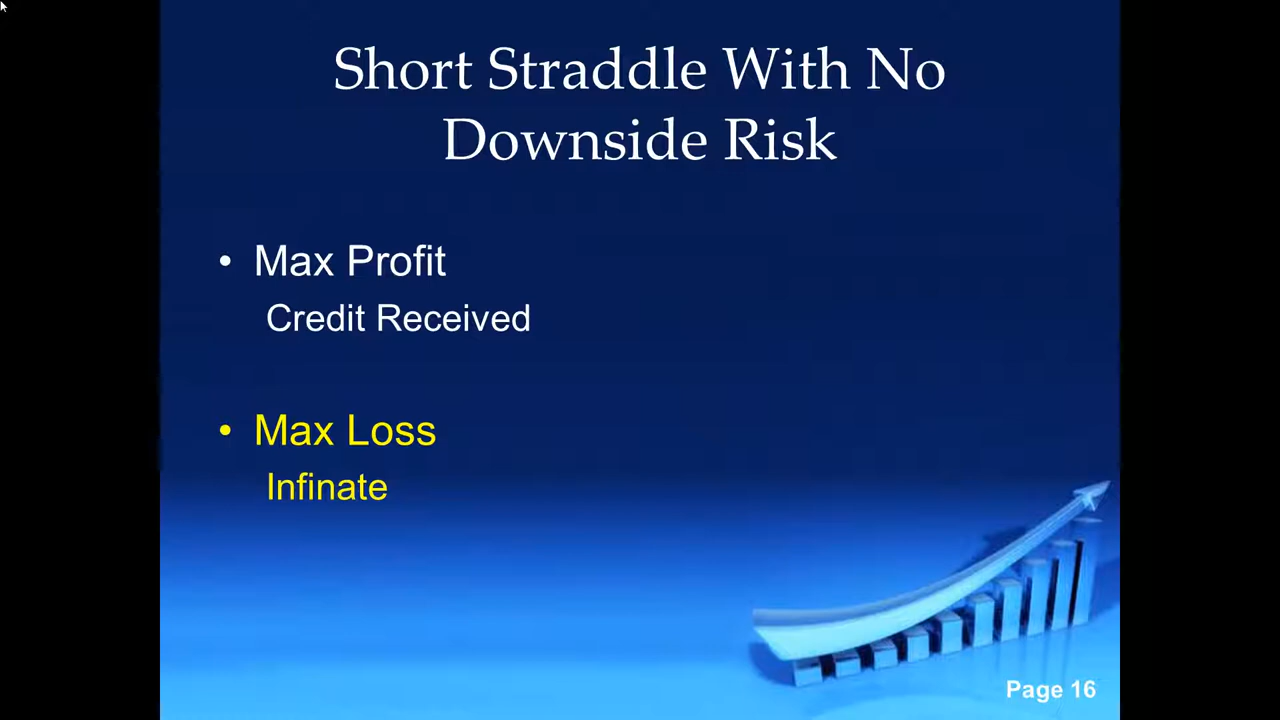 Short Straddle With No
Downside Risk
• Max Profit
Credit Received
• Max Loss
Infinate
Page 16